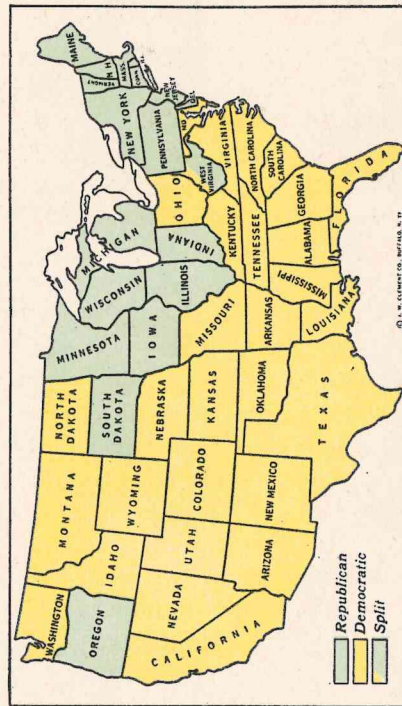 WASHINGTON
OREGON
CALIFORNIA
NEVADA
IDAHO
MONTANA
WYOMING
UTAH
ARIZONA
COLORADO
NEW MEXICO
NORTH
DAKOTA
SOUTH
DAKOTA
NEBRASKA
KANSAS
OKLAHOMA
TEXAS
MINNESOTA
IOWA
MISSOURI
ARKANSAS
LOUISIANA
WISCONSIN
ILLINOIS
MICHIGAN
INDIANA
OHIO
KENTUCKY
TENNESSEE
MISSISSIPPI
ALABAMA
GEORGIA
FLORIDA
SOUTH
CAROLINA
NORTH CAROLINA
VIRGINIA
WEST
VIRGINIA
PENNSYLVANIA
NEW YORK
MD
DEL
NEW
JERSEY
CONN
R.I.
MASS.
VERMONT
N H
MAINE
Republican
Democratic
Split
© J. W. CLEMENT CO., BUFFALO, N. Y.